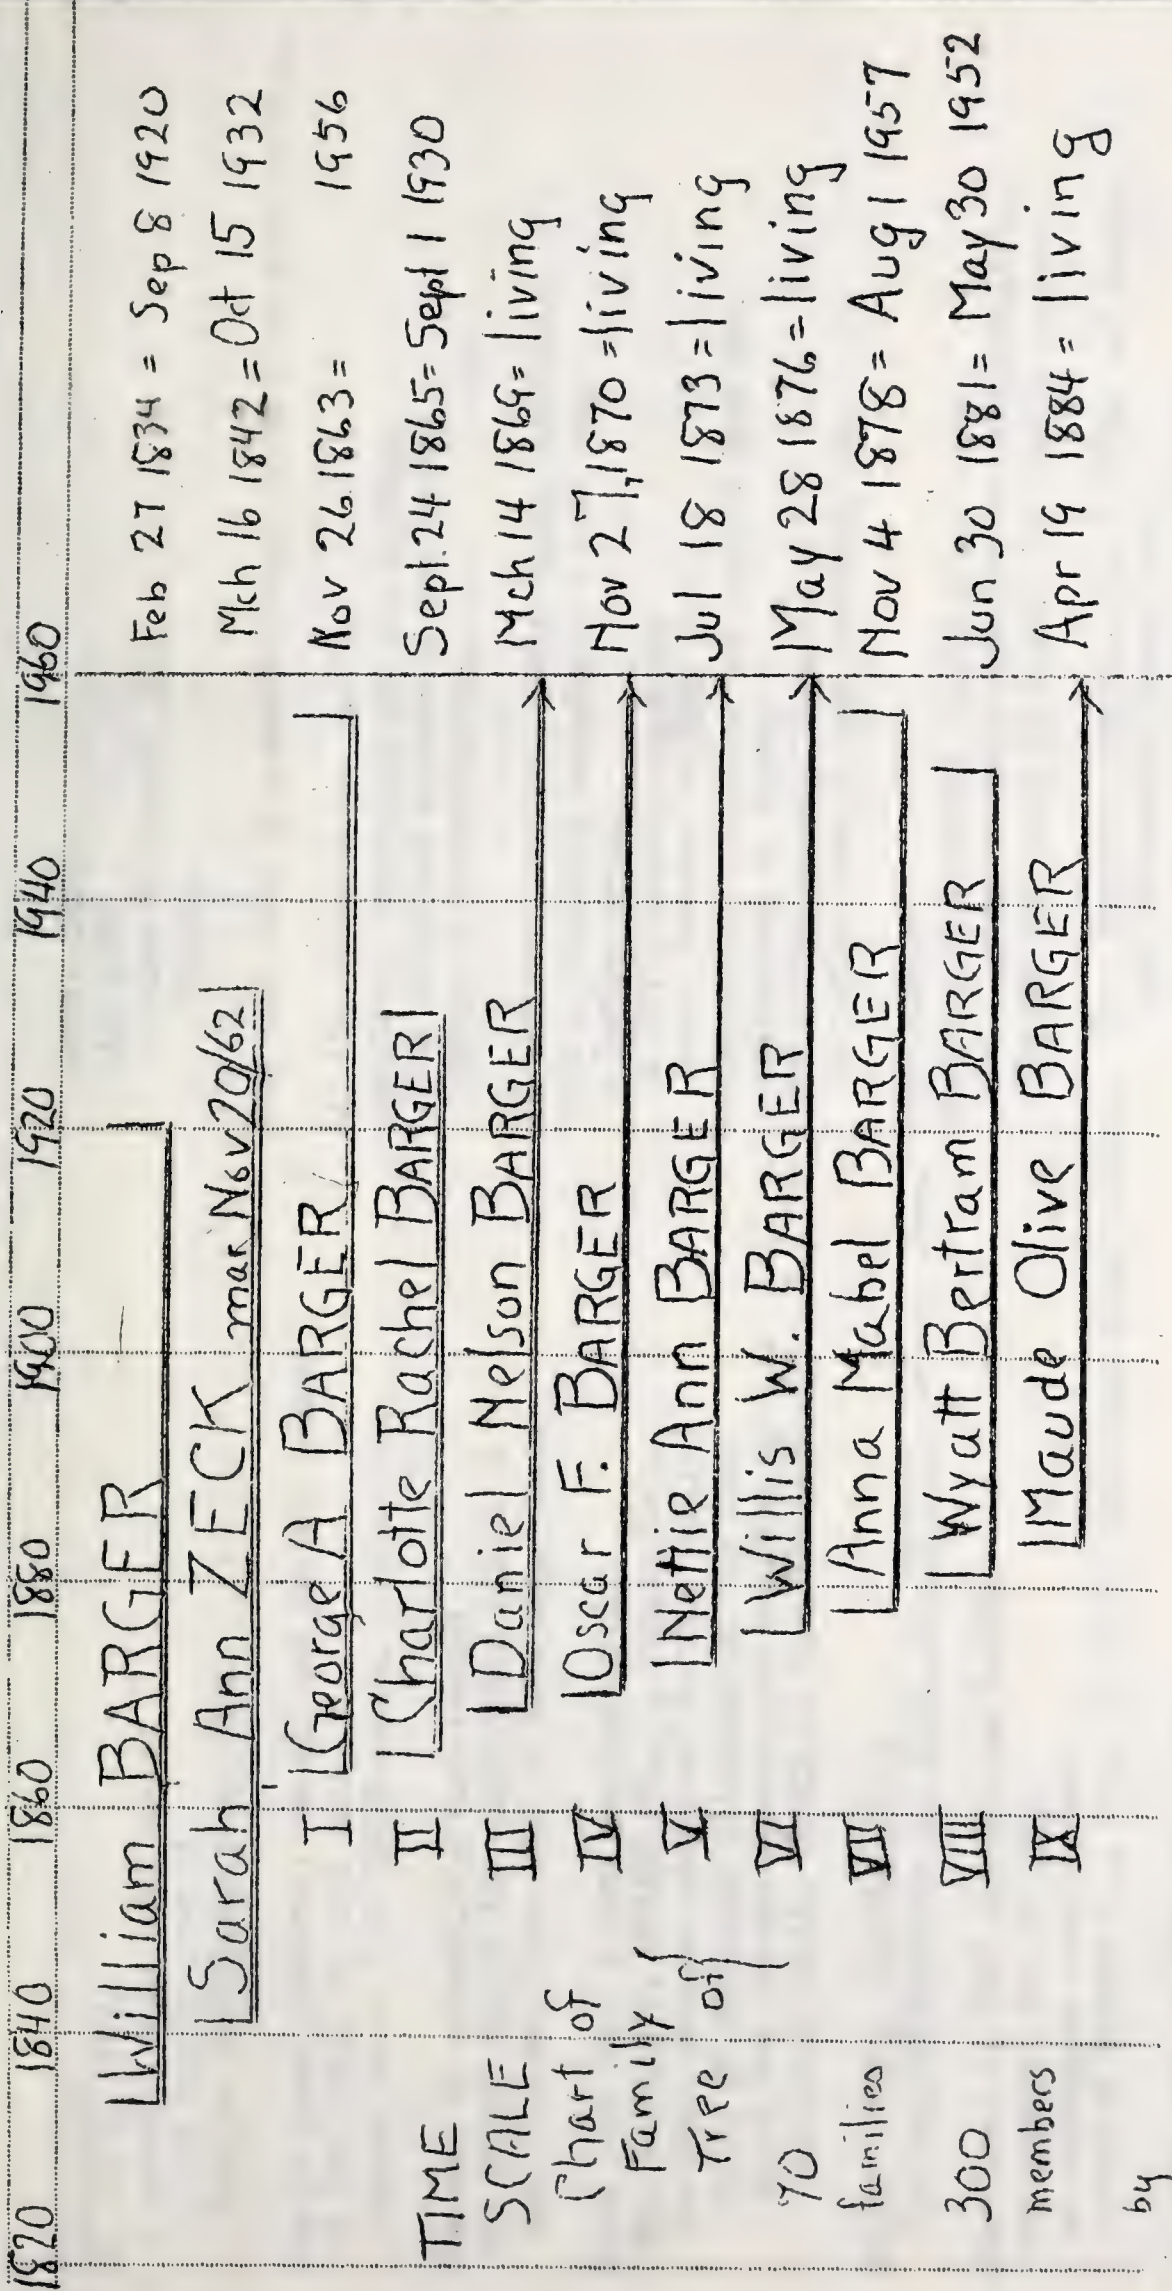 1820 1840 1860 1880 1900 1920 1940 1960
William BARGER Feb 27 1834 = Sep 8 1920
Sarah Ann ZECK mar Nov 20/62 Mch 16 1842 = Oct 15 1932
I George A BARGER Nov 26 1863 = 1956
TIME II Charlotte Rachel BARGER Sept. 24 1865 = Sept 1 1930
SCALE III Daniel Nelson BARGER Mch 14 1869 = living
Chart of IV Oscar F. BARGER Nov 27, 1870 = living
Family
Tree of V Nettie Ann BARGER Jul 18 1873 = living
70 VI Willis W. BARGER May 28 1876 = living
families VII Anna Mabel BARGER Nov 4 1878 = Aug 1 1957
300 VIII Wyatt Bertram BARGER Jun 30 1881 = May 30 1952
members IX Maude Olive BARGER Apr 19 1884 = living
by